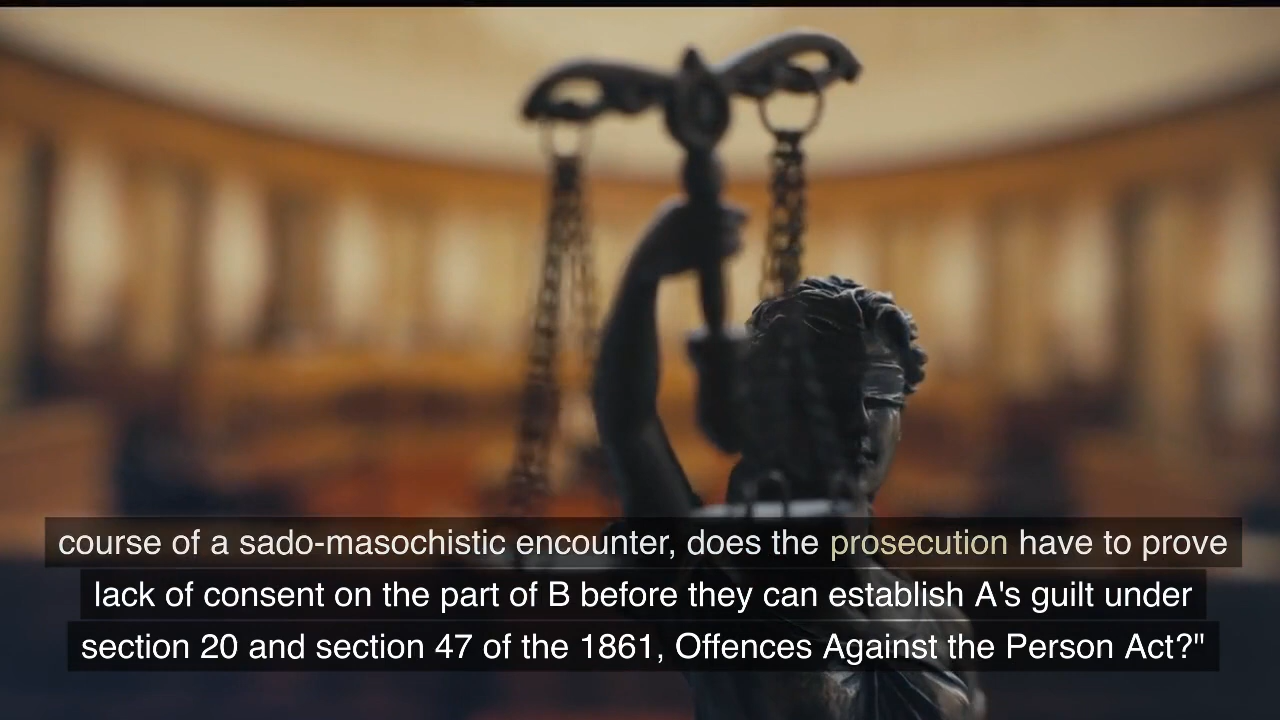 course of a sado-masochistic encounter, does the prosecution have to prove
lack of consent on the part of B before they can establish A's guilt under
section 20 and section 47 of the 1861, Offences Against the Person Act?"